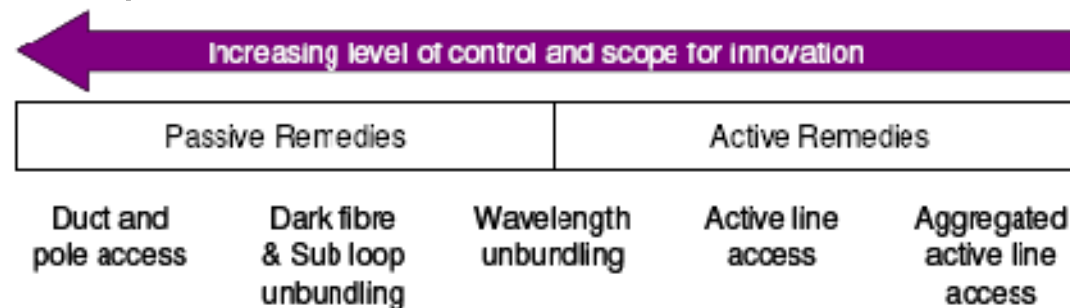 Increasing level of control and scope for innovation
Passive Remedies
Active Remedies
Duct and
pole access
Dark fibre
& Sub loop
unbundling
Wavelength
unbundling
Active line
access
Aggregated
active line
access